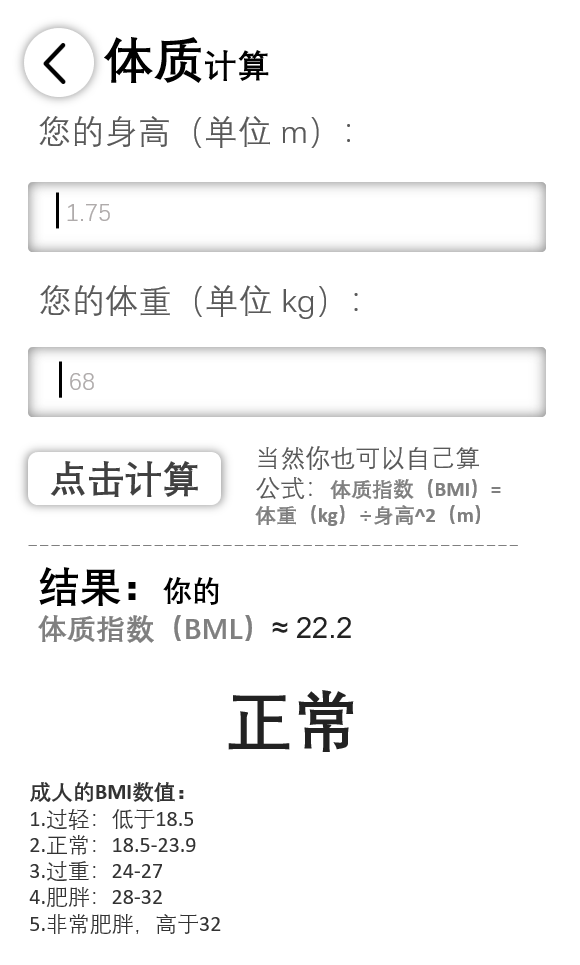 体质计算
您的身高（单位 m）:
1.75
您的体重（单位 kg）:
68
点击计算
当然你也可以自己算
公式：体质指数（BMI）=
体重（kg）÷身高^2（m）
结果：你的
体质指数（BML）≈ 22.2
正常
成人的BMI数值：
1.过轻：低于18.5
2.正常：18.5-23.9
3.过重：24-27
4.肥胖：28-32
5.非常肥胖，高于32